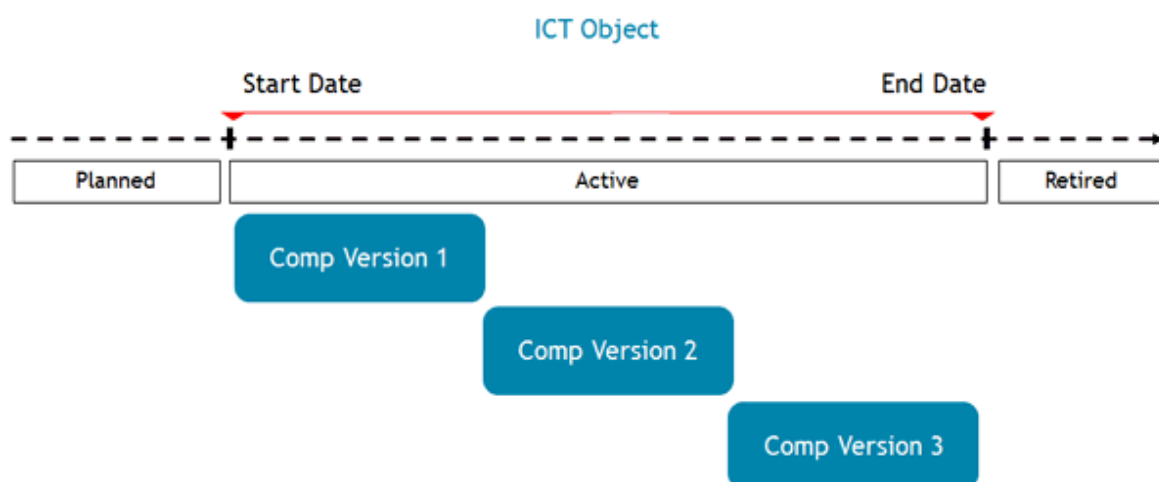 ICT Object
Start Date End Date
Planned Active Retired
Comp Version 1
Comp Version 2
Comp Version 3